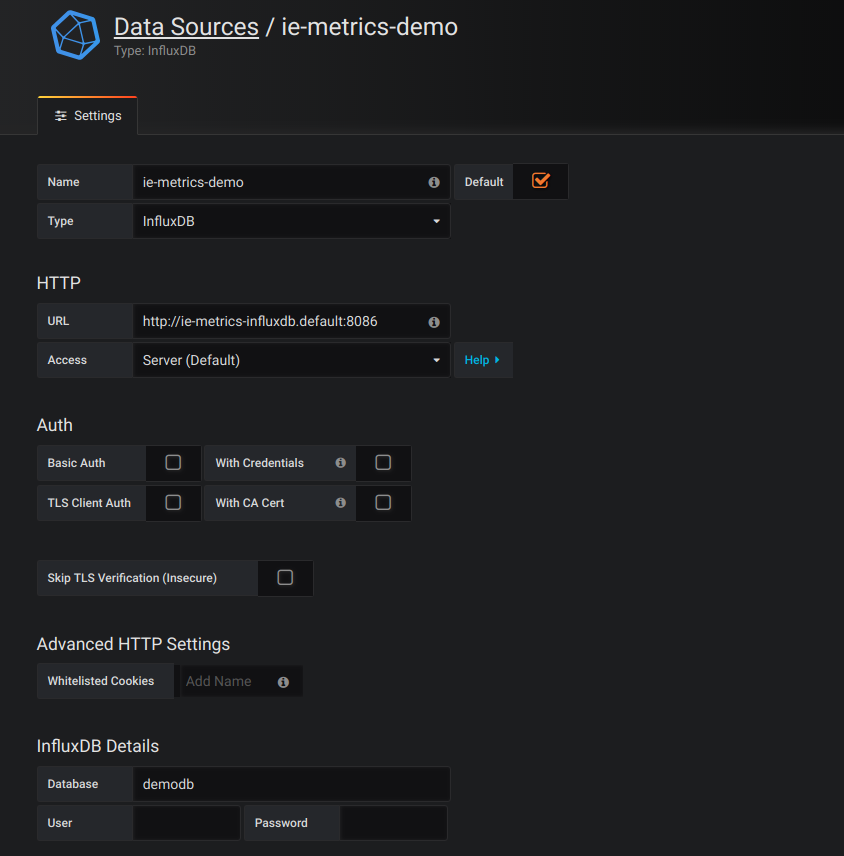 Data Sources / ie-metrics-demo
Type: InfluxDB
Settings
Name ie-metrics-demo Default
Type InfluxDB
HTTP
URL http://ie-metrics-influxdb.default:8086
Access Server (Default) Help
Auth
Basic Auth With Credentials
TLS Client Auth With CA Cert
Skip TLS Verification (Insecure)
Advanced HTTP Settings
Whitelisted Cookies Add Name
InfluxDB Details
Database demodb
User Password